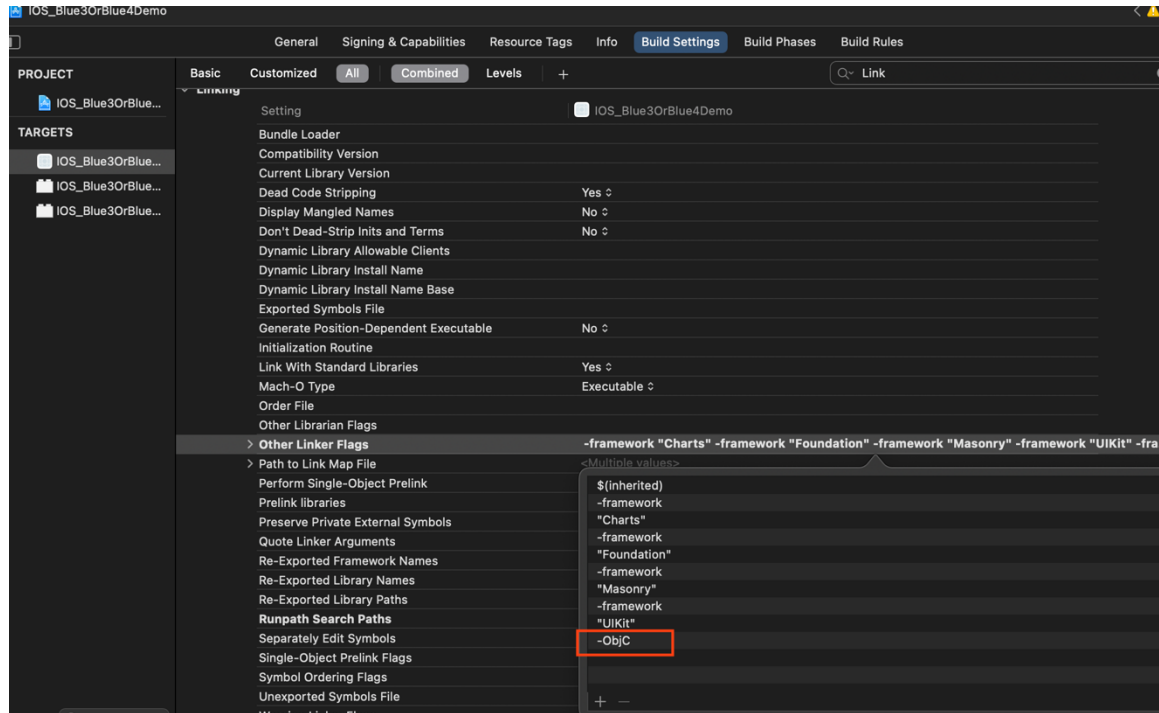 IOS_Blue3OrBlue4Demo
General Signing & Capabilities Resource Tags Info Build Settings Build Phases Build Rules
PROJECT
IOS_Blue3OrBlue...
TARGETS
IOS_Blue3OrBlue...
IOS_Blue3OrBlue...
IOS_Blue3OrBlue...
Basic Customized All Combined Levels + Link
Linking
Setting IOS_Blue3OrBlue4Demo
Bundle Loader
Compatibility Version
Current Library Version
Dead Code Stripping Yes
Display Mangled Names No
Don't Dead-Strip Inits and Terms No
Dynamic Library Allowable Clients
Dynamic Library Install Name
Dynamic Library Install Name Base
Exported Symbols File
Generate Position-Dependent Executable No
Initialization Routine
Link With Standard Libraries Yes
Mach-O Type Executable
Order File
Other Librarian Flags
Other Linker Flags -framework "Charts" -framework "Foundation" -framework "Masonry" -framework "UIKit" -fra
Path to Link Map File <Multiple values>
Perform Single-Object Prelink
Prelink libraries
Preserve Private External Symbols
Quote Linker Arguments
Re-Exported Framework Names
Re-Exported Library Names
Re-Exported Library Paths
Runpath Search Paths
Separately Edit Symbols
Single-Object Prelink Flags
Symbol Ordering Flags
Unexported Symbols File
$(inherited)
-framework
"Charts"
-framework
"Foundation"
-framework
"Masonry"
-framework
"UIKit"
-ObjC
+ −